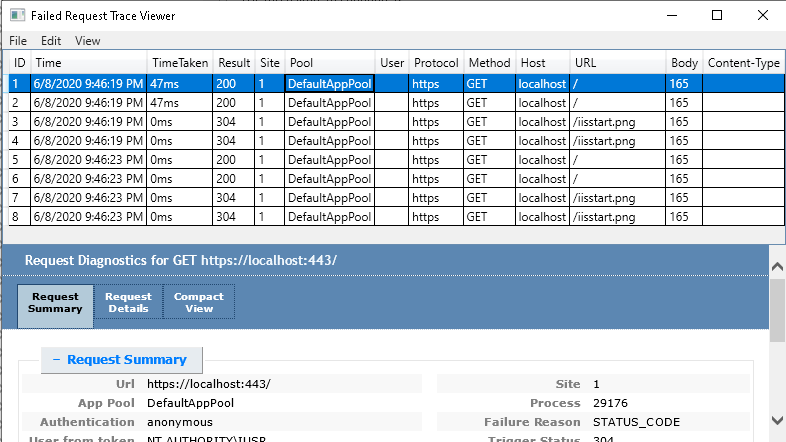 Failed Request Trace Viewer
File Edit View
ID Time TimeTaken Result Site Pool User Protocol Method Host URL Body Content-Type
1 6/8/2020 9:46:19 PM 47ms 200 1 DefaultAppPool https GET localhost / 165
2 6/8/2020 9:46:19 PM 47ms 200 1 DefaultAppPool https GET localhost / 165
3 6/8/2020 9:46:19 PM 0ms 304 1 DefaultAppPool https GET localhost /iisstart.png 165
4 6/8/2020 9:46:19 PM 0ms 304 1 DefaultAppPool https GET localhost /iisstart.png 165
5 6/8/2020 9:46:23 PM 0ms 200 1 DefaultAppPool https GET localhost / 165
6 6/8/2020 9:46:23 PM 0ms 200 1 DefaultAppPool https GET localhost / 165
7 6/8/2020 9:46:23 PM 0ms 304 1 DefaultAppPool https GET localhost /iisstart.png 165
8 6/8/2020 9:46:23 PM 0ms 304 1 DefaultAppPool https GET localhost /iisstart.png 165
Request Diagnostics for GET https://localhost:443/
Request Summary Request Details Compact View
− Request Summary
Url https://localhost:443/ Site 1
App Pool DefaultAppPool Process 29176
Authentication anonymous Failure Reason STATUS_CODE
User from token NT AUTHORITY\IUSR Trigger Status 304